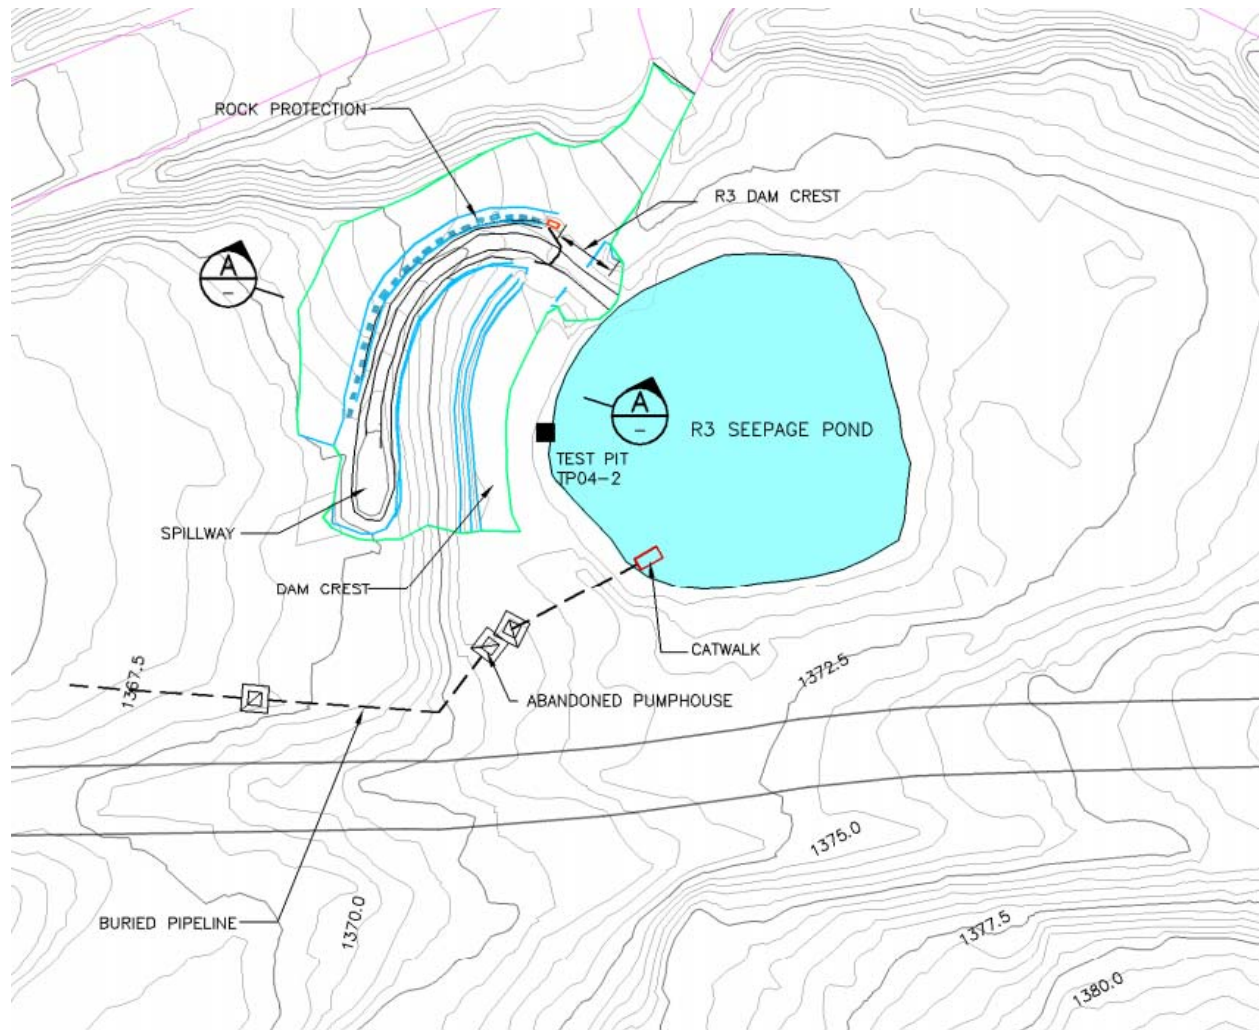 ROCK PROTECTION
R3 DAM CREST
A
-
A
-
R3 SEEPAGE POND
TEST PIT
TP04-2
SPILLWAY
DAM CREST
CATWALK
1367.5
1372.5
ABANDONED PUMPHOUSE
1375.0
BURIED PIPELINE
1370.0
1377.5
1380.0